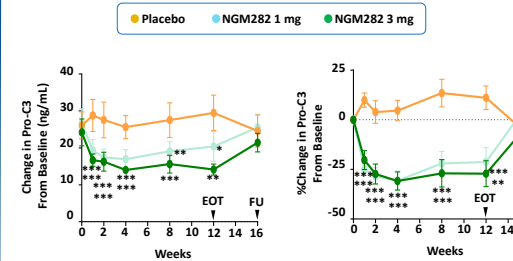 Placebo NGM282 1 mg NGM282 3 mg
Change in Pro-C3
From Baseline (ng/mL)
40
30
20
10
0
*** *** *** *** *** *** ** *** * **
EOT FU
0 2 4 6 8 10 12 14 16
Weeks
%Change in Pro-C3
From Baseline
25
0
-25
-50
*** *** *** *** *** *** *** *** *** **
EOT
0 2 4 6 8 10 12 14
Weeks